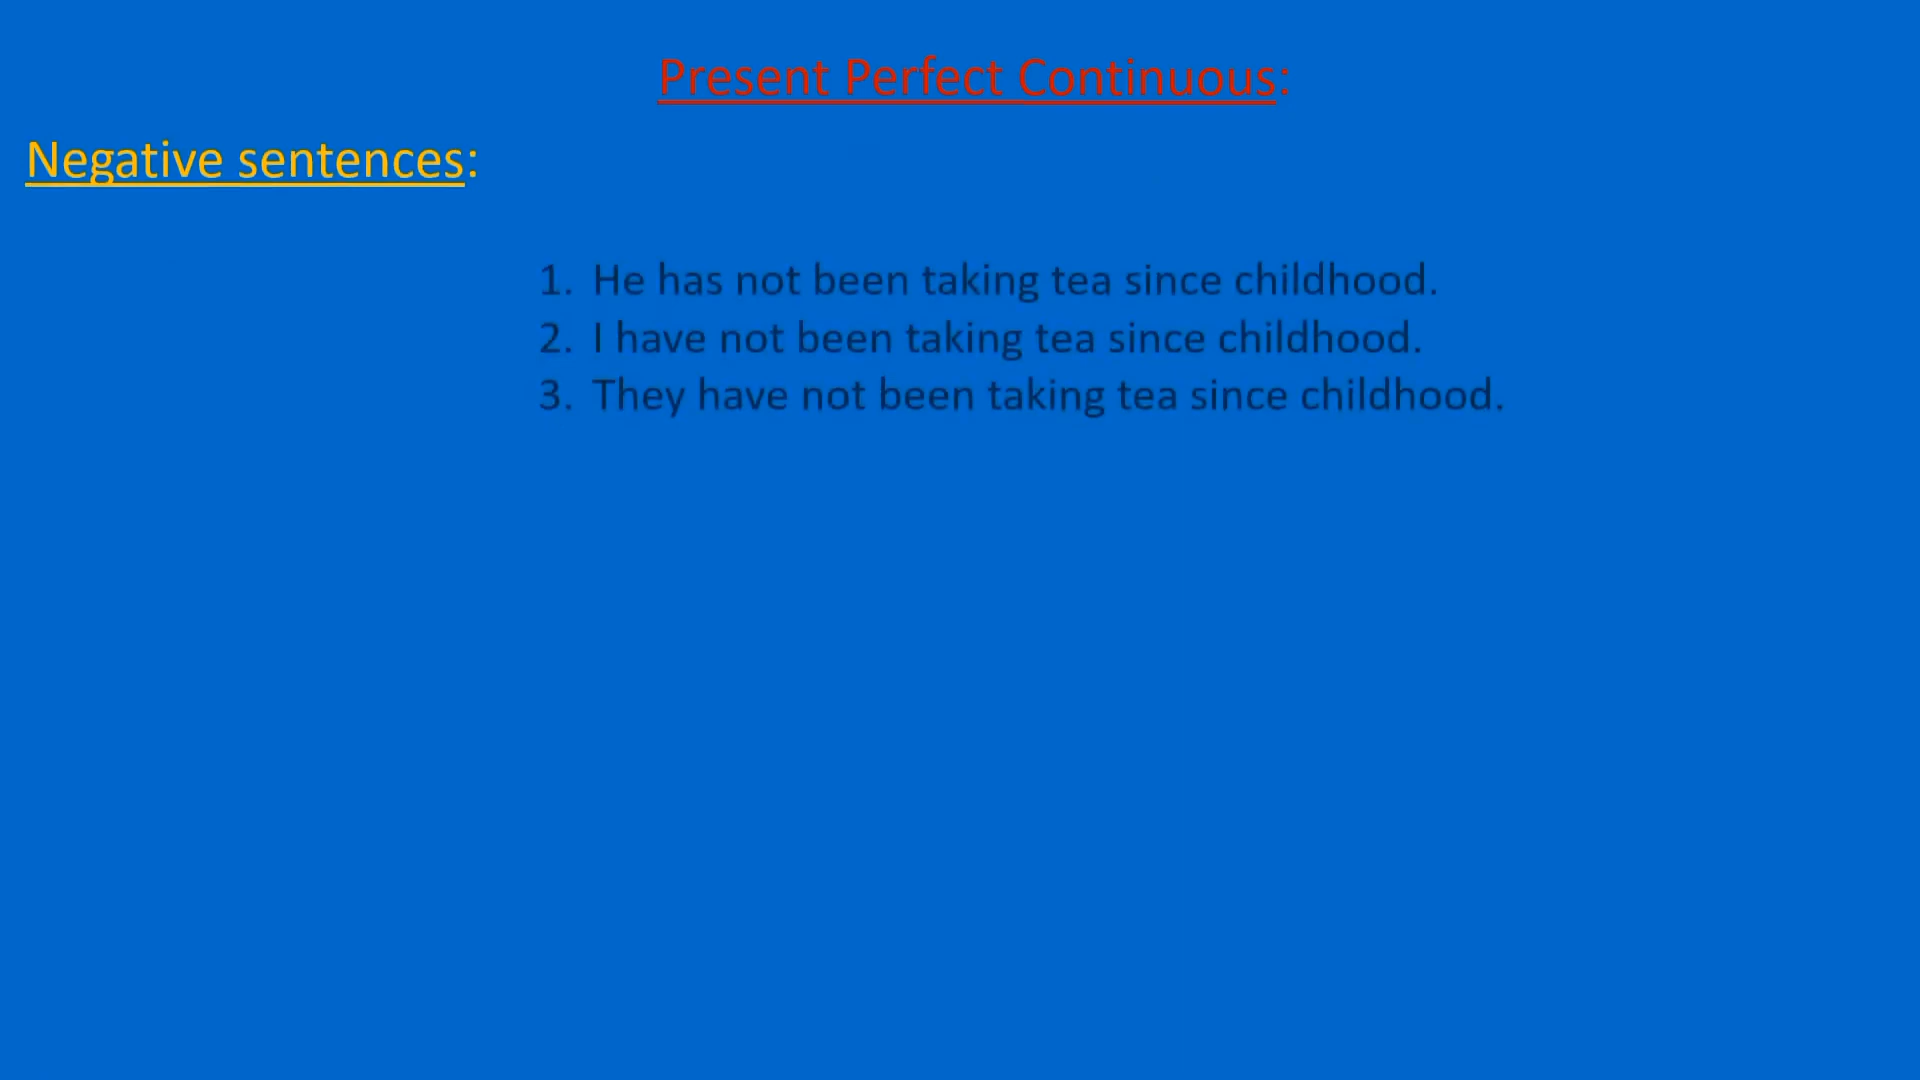 Present Perfect Continuous:
Negative sentences:
1. He has not been taking tea since childhood.
2. I have not been taking tea since childhood.
3. They have not been taking tea since childhood.